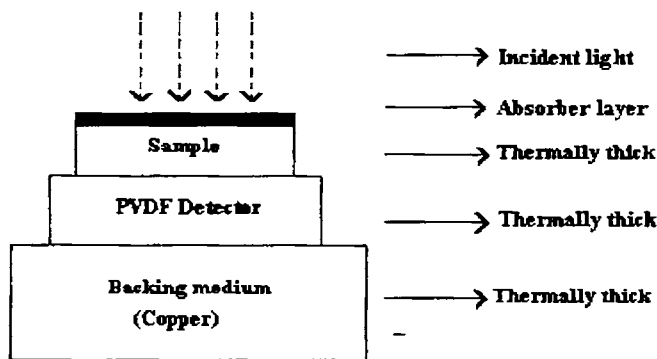 Incident light
Absorber layer
Sample
Thermally thick
PVDF Detector
Thermally thick
Backing medium
(Copper)
Thermally thick